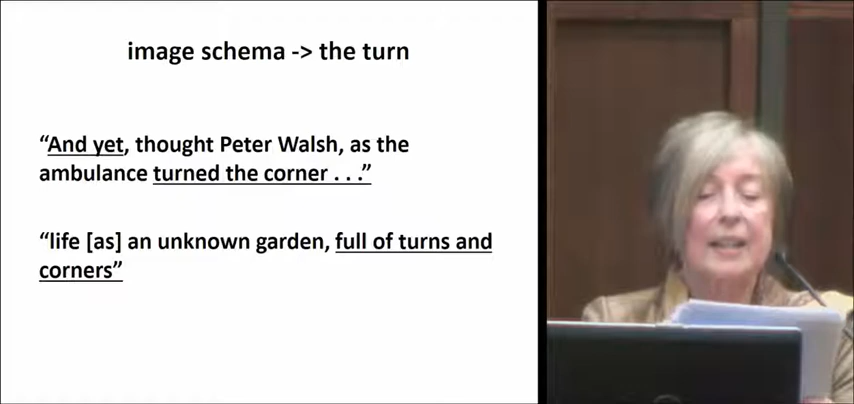 image schema -> the turn
“And yet, thought Peter Walsh, as the
ambulance turned the corner . . .”
“life [as] an unknown garden, full of turns and
corners”